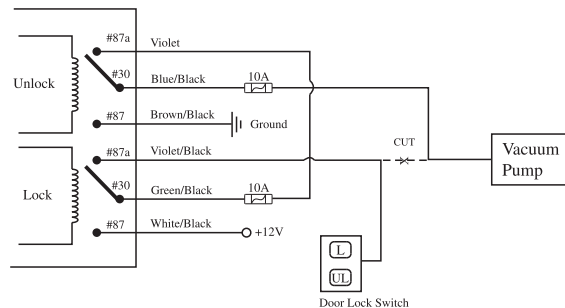 #87a Violet
Unlock
#30 Blue/Black 10A
#87 Brown/Black Ground
#87a Violet/Black CUT
Vacuum
Pump
Lock
#30 Green/Black 10A
#87 White/Black +12V
L
UL
Door Lock Switch